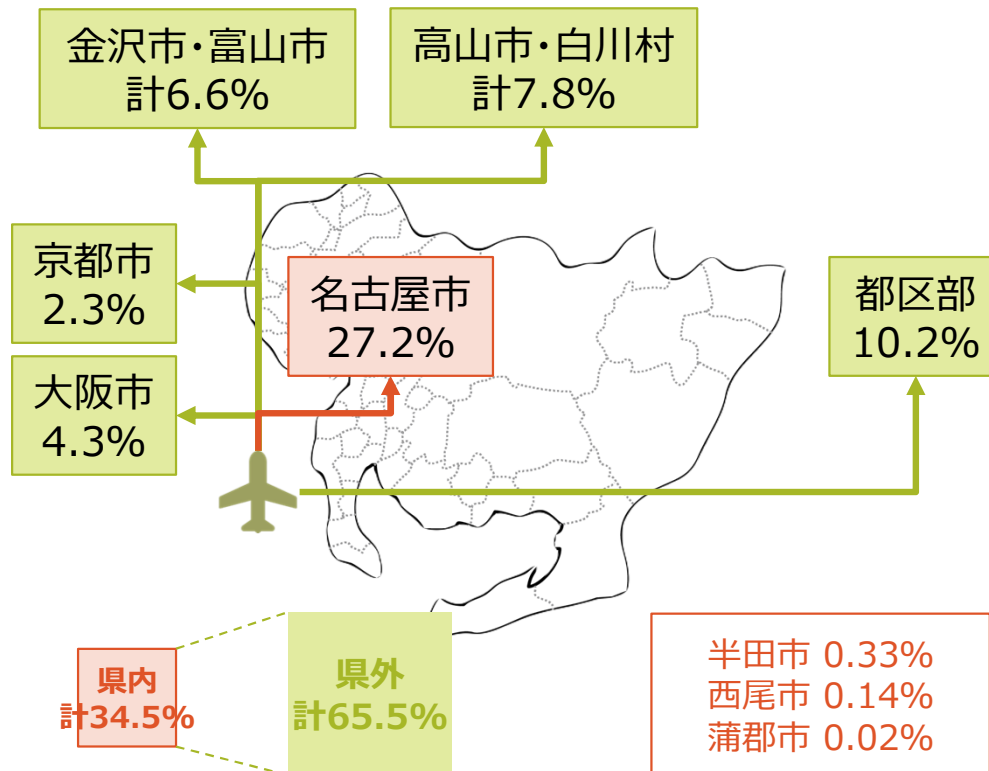 金沢市・富山市
計6.6%
高山市・白川村
計7.8%
京都市
2.3%
名古屋市
27.2%
都区部
10.2%
大阪市
4.3%
県内
計34.5%
県外
計65.5%
半田市 0.33%
西尾市 0.14%
蒲郡市 0.02%